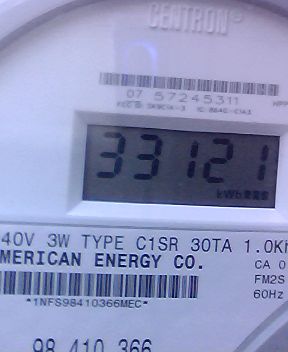 CENTRON®
07 57245311
33121
kWh
40V 3W TYPE C1SR 30TA 1.0K
MERICAN ENERGY CO.
CA 0
FM2S
60Hz
*1NFS98410366MEC*
98 410 366